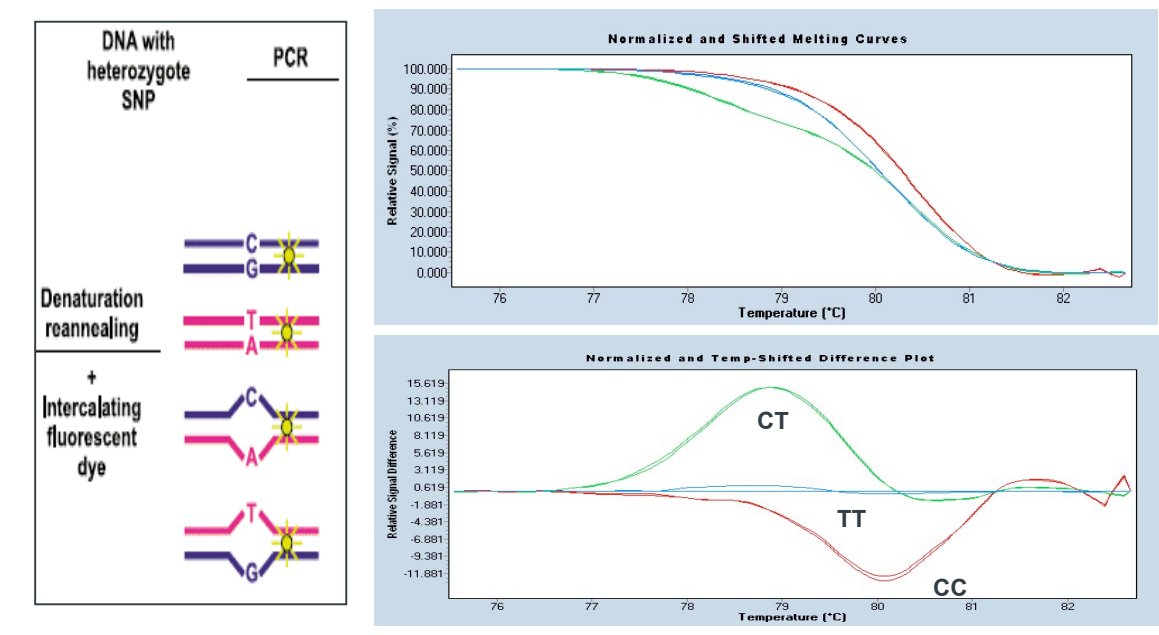 DNA with
heterozygote
SNP
PCR
C
G
T
A
C
A
T
G
Denaturation
reannealing
+
Intercalating
fluorescent
dye
Normalized and Shifted Melting Curves
Relative Signal (%)
100.000
90.000
80.000
70.000
60.000
50.000
40.000
30.000
20.000
10.000
0.000
76 77 78 79 80 81 82
Temperature (°C)
Normalized and Temp-Shifted Difference Plot
Relative Signal Difference
15.619
13.119
10.619
8.119
5.619
3.119
0.619
-1.881
-4.381
-6.881
-9.381
-11.881
CT
TT
CC
76 77 78 79 80 81 82
Temperature (°C)